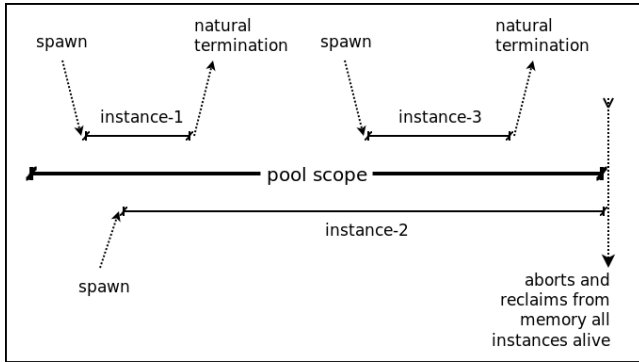 natural
termination
spawn
instance-1
natural
termination
spawn
instance-3
pool scope
instance-2
spawn
aborts and
reclaims from
memory all
instances alive